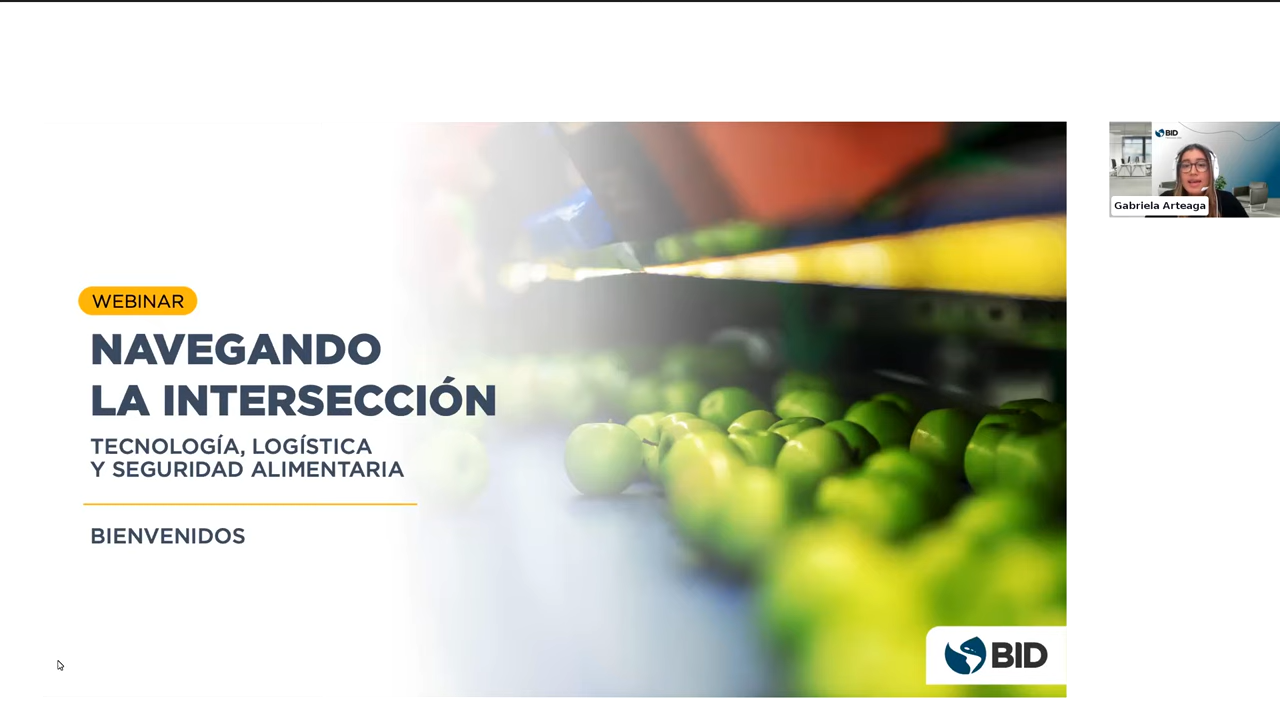 WEBINAR
NAVEGANDO
LA INTERSECCIÓN
TECNOLOGÍA, LOGÍSTICA
Y SEGURIDAD ALIMENTARIA
BIENVENIDOS
BID
BID
Gabriela Arteaga